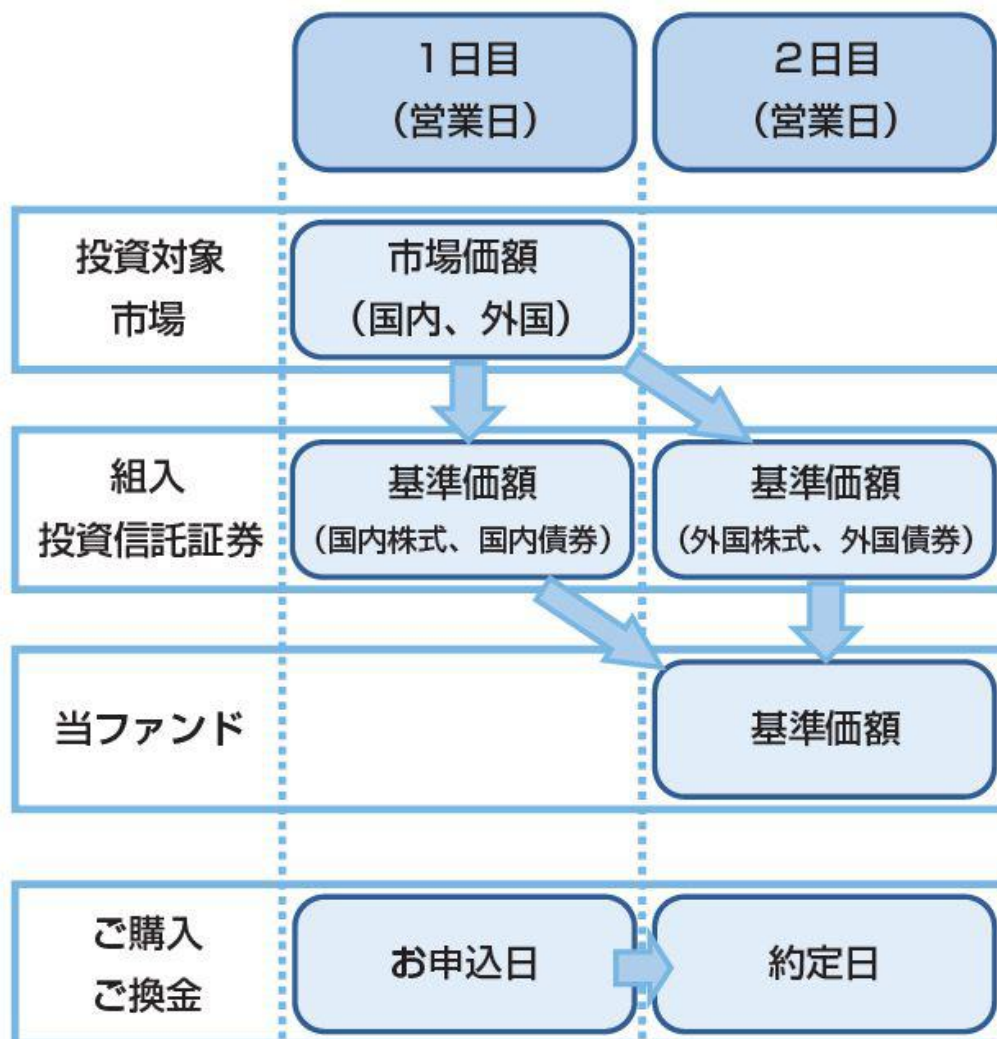 1日目
（営業日）
2日目
（営業日）
投資対象
市場
市場価額
（国内、外国）
組入
投資信託証券
基準価額
（国内株式、国内債券）
基準価額
（外国株式、外国債券）
当ファンド
基準価額
ご購入
ご換金
お申込日
約定日